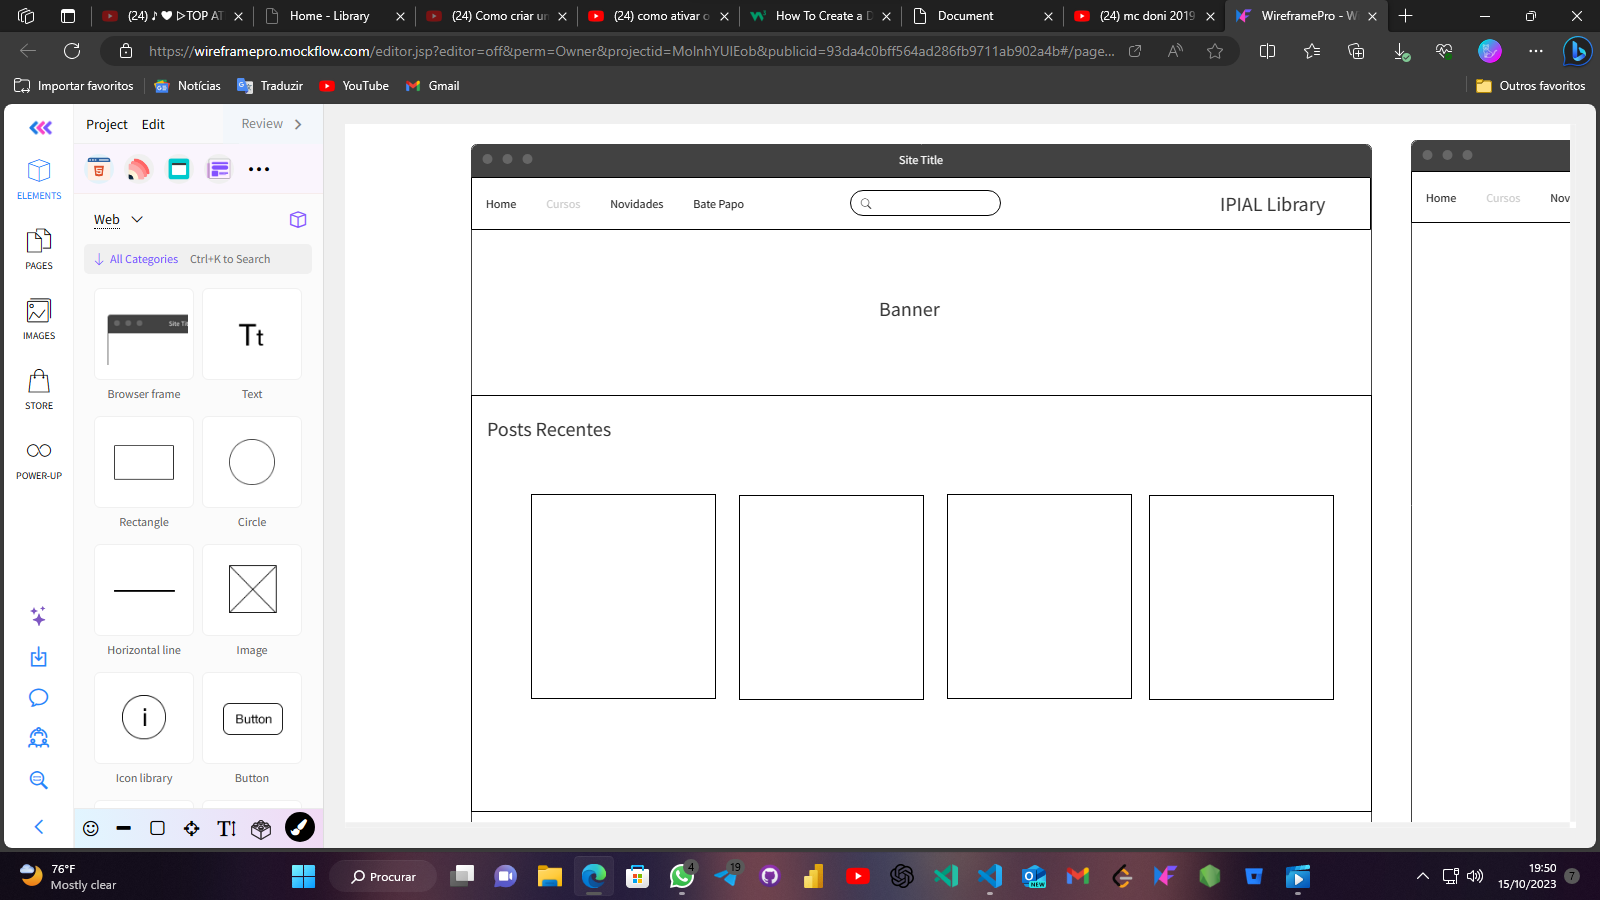 (24) ♪ ♥ ▷TOP AT
Home - Library
(24) Como criar un
(24) como ativar o
How To Create a D
Document
(24) mc doni 2019
WireframePro - W
https://wireframepro.mockflow.com/editor.jsp?editor=off&perm=Owner&projectid=MolnhYUIEob&publicid=93da4c0bff564ad286fb9711ab902a4b#/page...
Importar favoritos
Notícias
Traduzir
YouTube
Gmail
Outros favoritos
Project
Edit
Review
ELEMENTS
PAGES
IMAGES
STORE
POWER-UP
Web
All Categories
Ctrl+K to Search
Site Tit
Browser frame
Tt
Text
Rectangle
Circle
Horizontal line
Image
i
Icon library
Button
Button
Site Title
Home
Cursos
Novidades
Bate Papo
IPIAL Library
Banner
Posts Recentes
Home
Cursos
Nov
76°F
Mostly clear
Procurar
4
19
NEW
19:50
15/10/2023
7